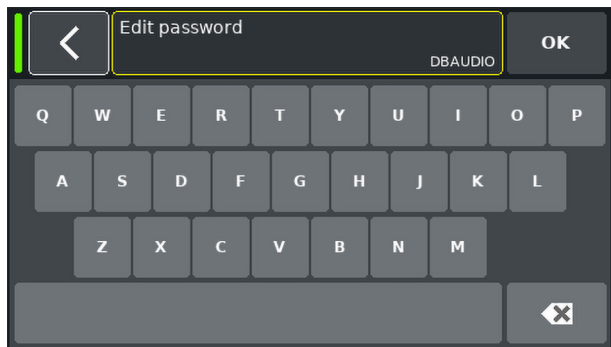 Edit password
DBAUDIO
OK
Q W E R T Y U I O P
A S D F G H J K L
Z X C V B N M